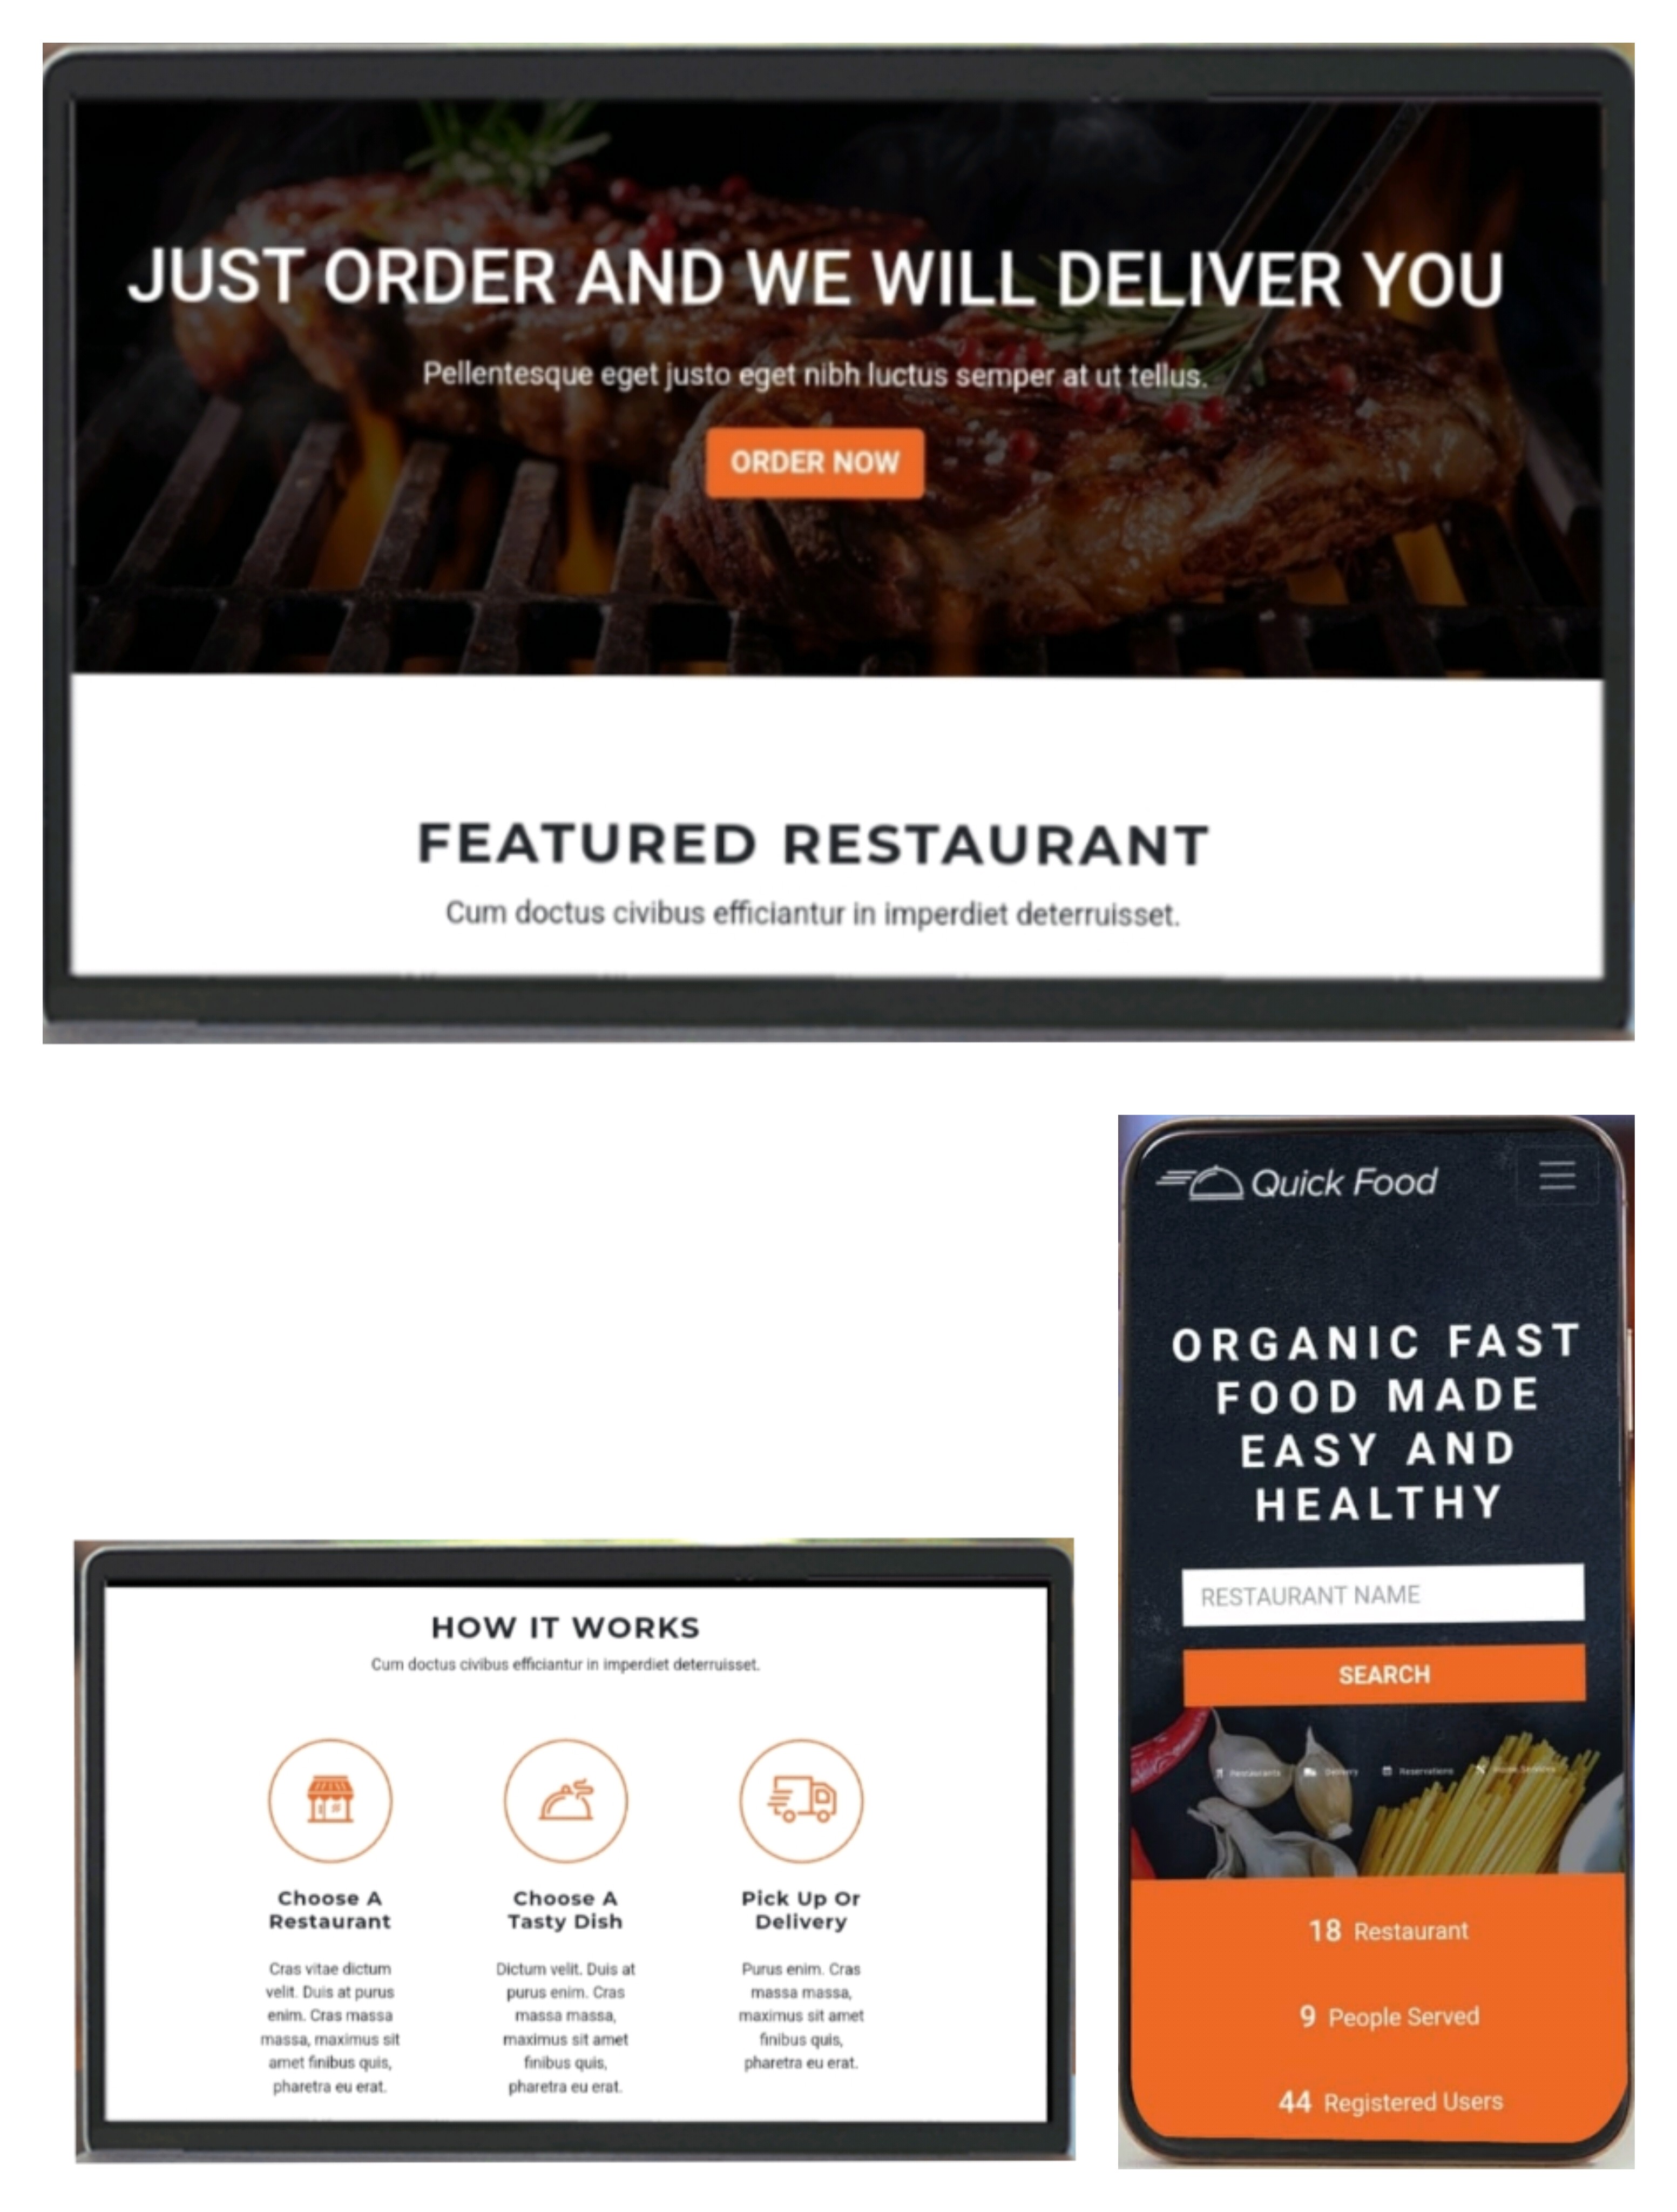 JUST ORDER AND WE WILL DELIVER YOU
Pellentesque eget justo eget nibh luctus semper at ut tellus.
ORDER NOW
FEATURED RESTAURANT
Cum doctus civibus efficiantur in imperdiet deterruisset.
Quick Food
ORGANIC FAST
FOOD MADE
EASY AND
HEALTHY
RESTAURANT NAME
SEARCH
Restaurants Delivery Reservations Home Services
18 Restaurant
9 People Served
44 Registered Users
HOW IT WORKS
Cum doctus civibus efficiantur in imperdiet deterruisset.
Choose A
Restaurant
Cras vitae dictum
velit. Duis at purus
enim. Cras massa
massa, maximus sit
amet finibus quis,
pharetra eu erat.
Choose A
Tasty Dish
Dictum velit. Duis at
purus enim. Cras
massa massa,
maximus sit amet
finibus quis,
pharetra eu erat.
Pick Up Or
Delivery
Purus enim. Cras
massa massa,
maximus sit amet
finibus quis,
pharetra eu erat.